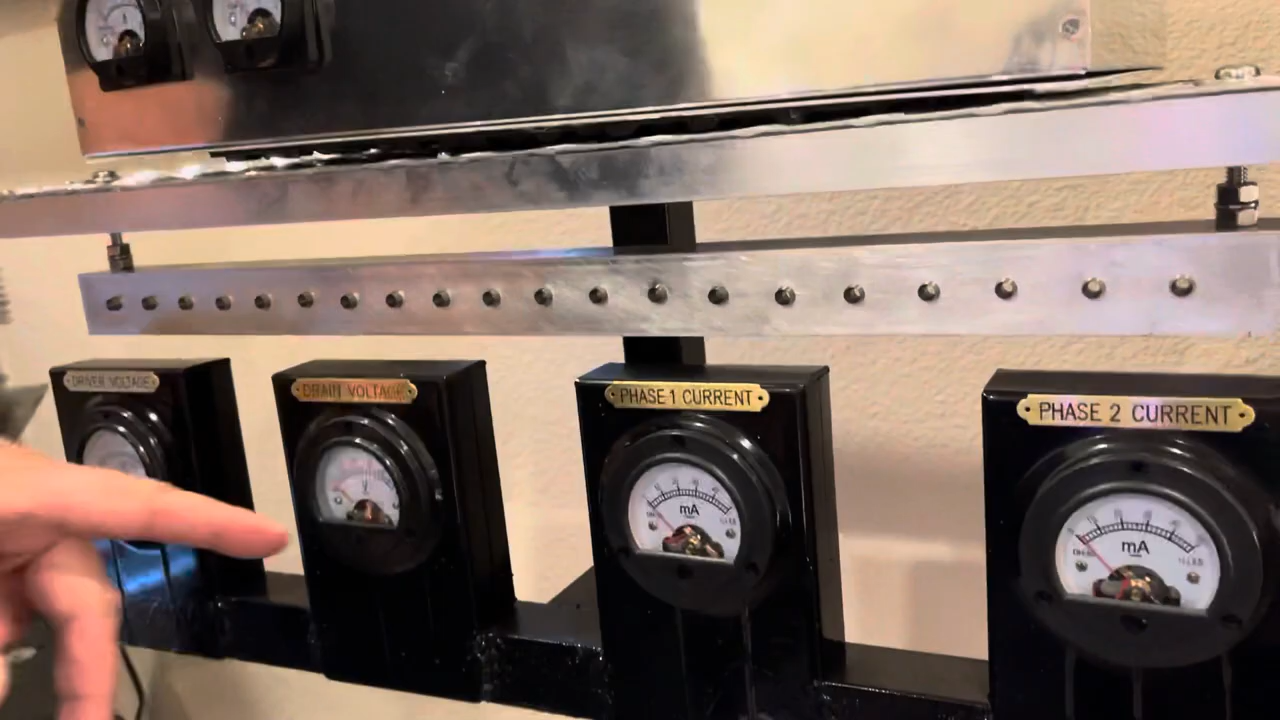 DRIVER VOLTAGE
DRAIN VOLTAGE
PHASE 1 CURRENT
PHASE 2 CURRENT
V
mA
mA